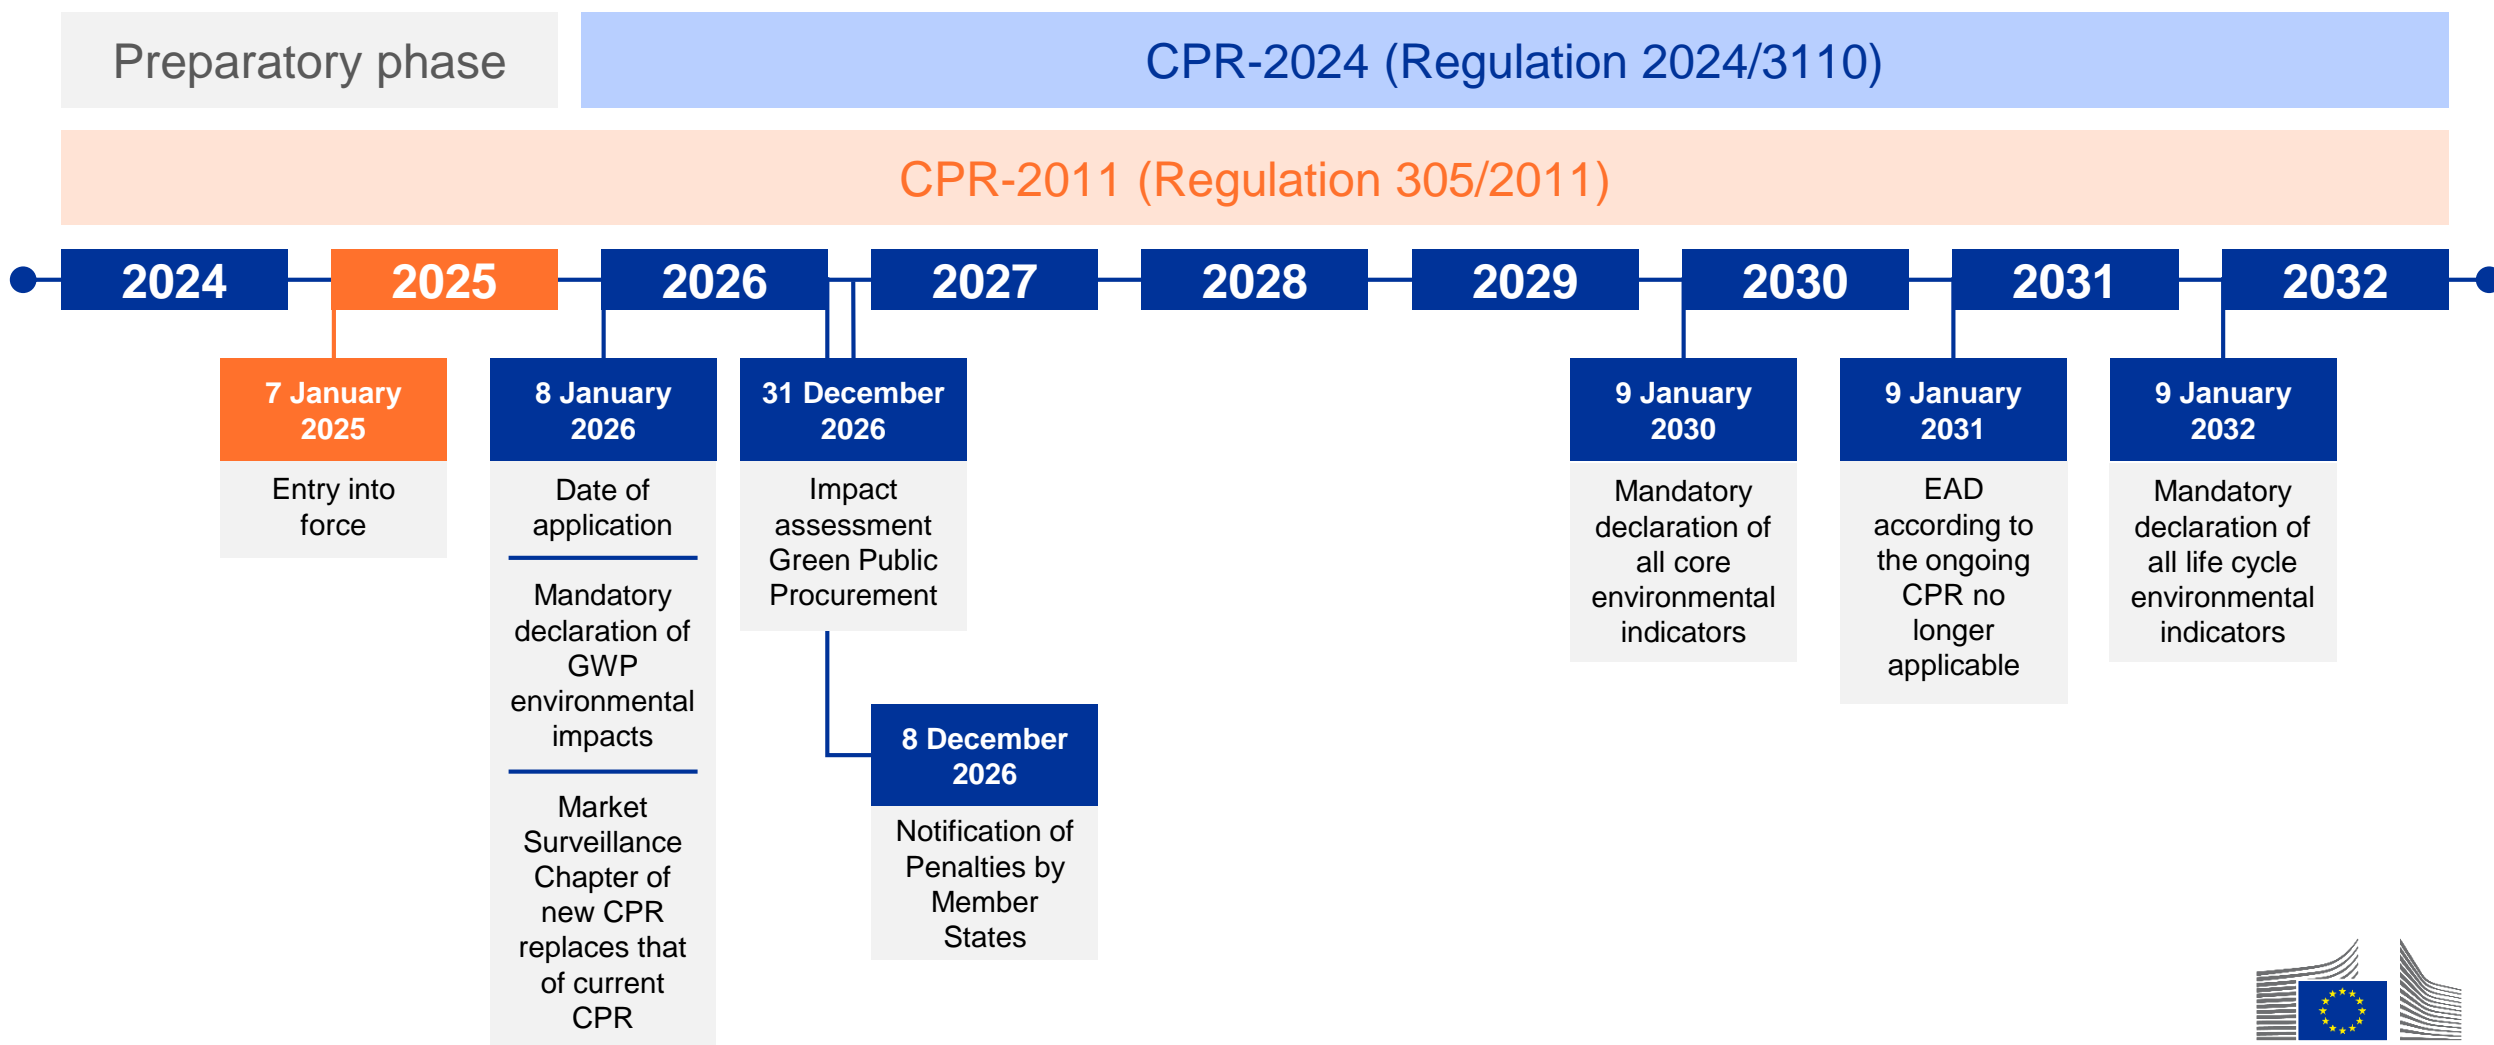 Preparatory phase
CPR-2024 (Regulation 2024/3110)
CPR-2011 (Regulation 305/2011)
2024
2025
2026
2027
2028
2029
2030
2031
2032
7 January
2025
Entry into
force
8 January
2026
Date of
application
Mandatory
declaration of
GWP
environmental
impacts
Market
Surveillance
Chapter of
new CPR
replaces that
of current
CPR
31 December
2026
Impact
assessment
Green Public
Procurement
8 December
2026
Notification of
Penalties by
Member
States
9 January
2030
Mandatory
declaration of
all core
environmental
indicators
9 January
2031
EAD
according to
the ongoing
CPR no
longer
applicable
9 January
2032
Mandatory
declaration of
all life cycle
environmental
indicators